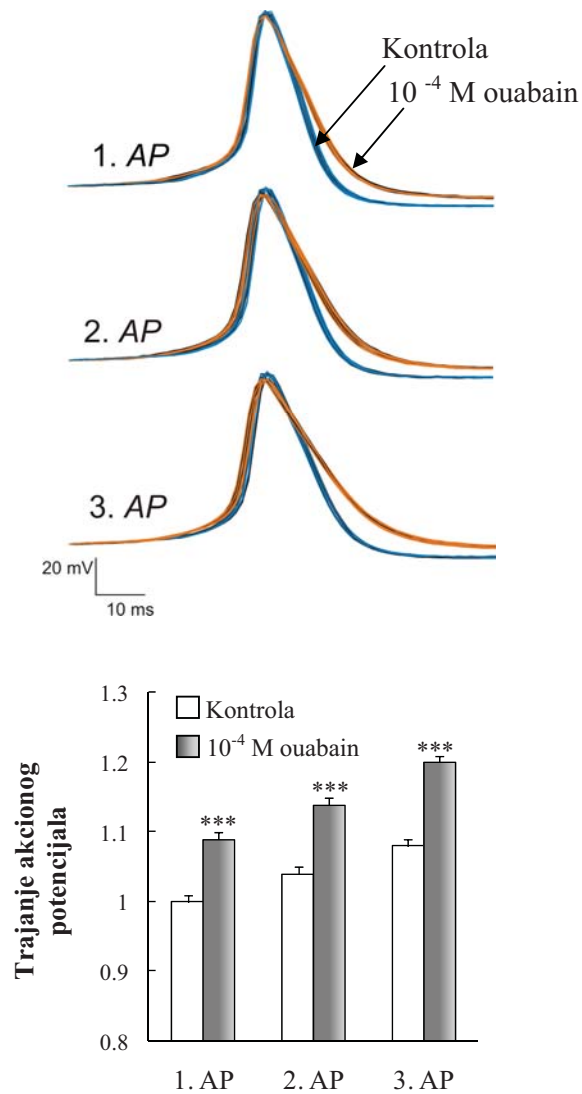 Kontrola
10 -4 M ouabain
1. AP
2. AP
3. AP
20 mV
10 ms
Trajanje akcionog
potencijala
1.3
1.2
1.1
1
0.9
0.8
Kontrola
10-4 M ouabain
***
***
***
1. AP
2. AP
3. AP